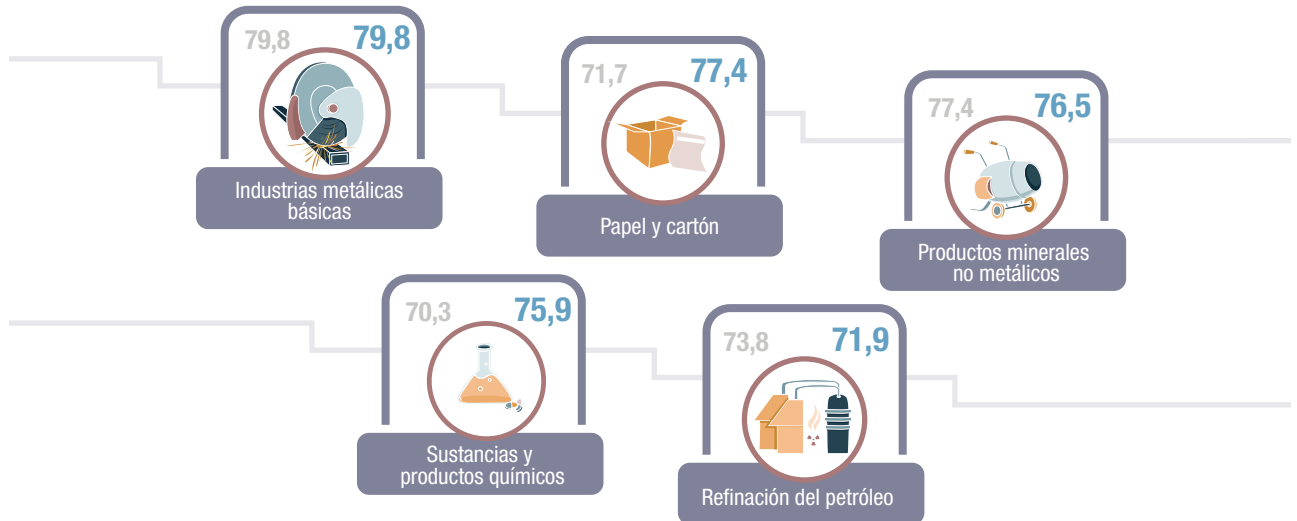 79,8 79,8
Industrias metálicas
básicas
71,7 77,4
Papel y cartón
77,4 76,5
Productos minerales
no metálicos
70,3 75,9
Sustancias y
productos químicos
73,8 71,9
Refinación del petróleo